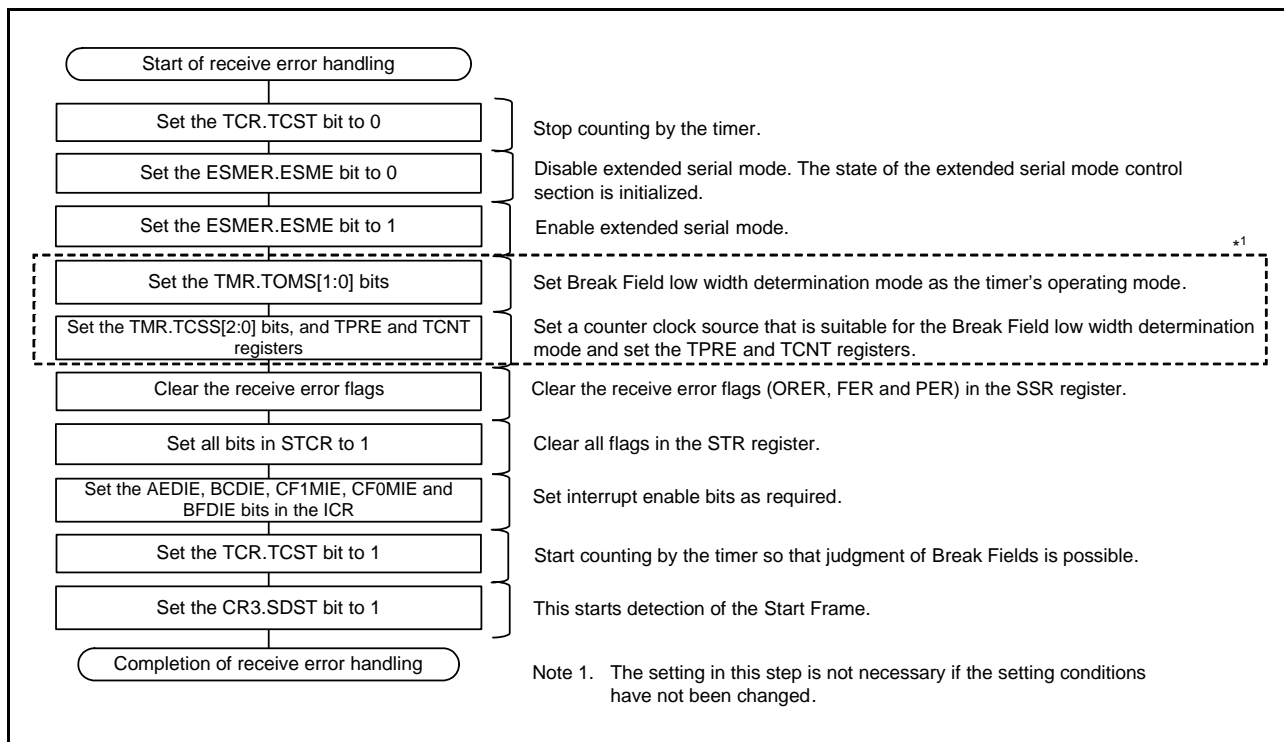 Start of receive error handling
Set the TCR.TCST bit to 0
Stop counting by the timer.
Set the ESMER.ESME bit to 0
Disable extended serial mode. The state of the extended serial mode control
section is initialized.
Set the ESMER.ESME bit to 1
Enable extended serial mode.
*1
Set the TMR.TOMS[1:0] bits
Set Break Field low width determination mode as the timer's operating mode.
Set the TMR.TCSS[2:0] bits, and TPRE and TCNT
registers
Set a counter clock source that is suitable for the Break Field low width determination
mode and set the TPRE and TCNT registers.
Clear the receive error flags
Clear the receive error flags (ORER, FER and PER) in the SSR register.
Set all bits in STCR to 1
Clear all flags in the STR register.
Set the AEDIE, BCDIE, CF1MIE, CF0MIE and
BFDIE bits in the ICR
Set interrupt enable bits as required.
Set the TCR.TCST bit to 1
Start counting by the timer so that judgment of Break Fields is possible.
Set the CR3.SDST bit to 1
This starts detection of the Start Frame.
Completion of receive error handling
Note 1. The setting in this step is not necessary if the setting conditions
have not been changed.